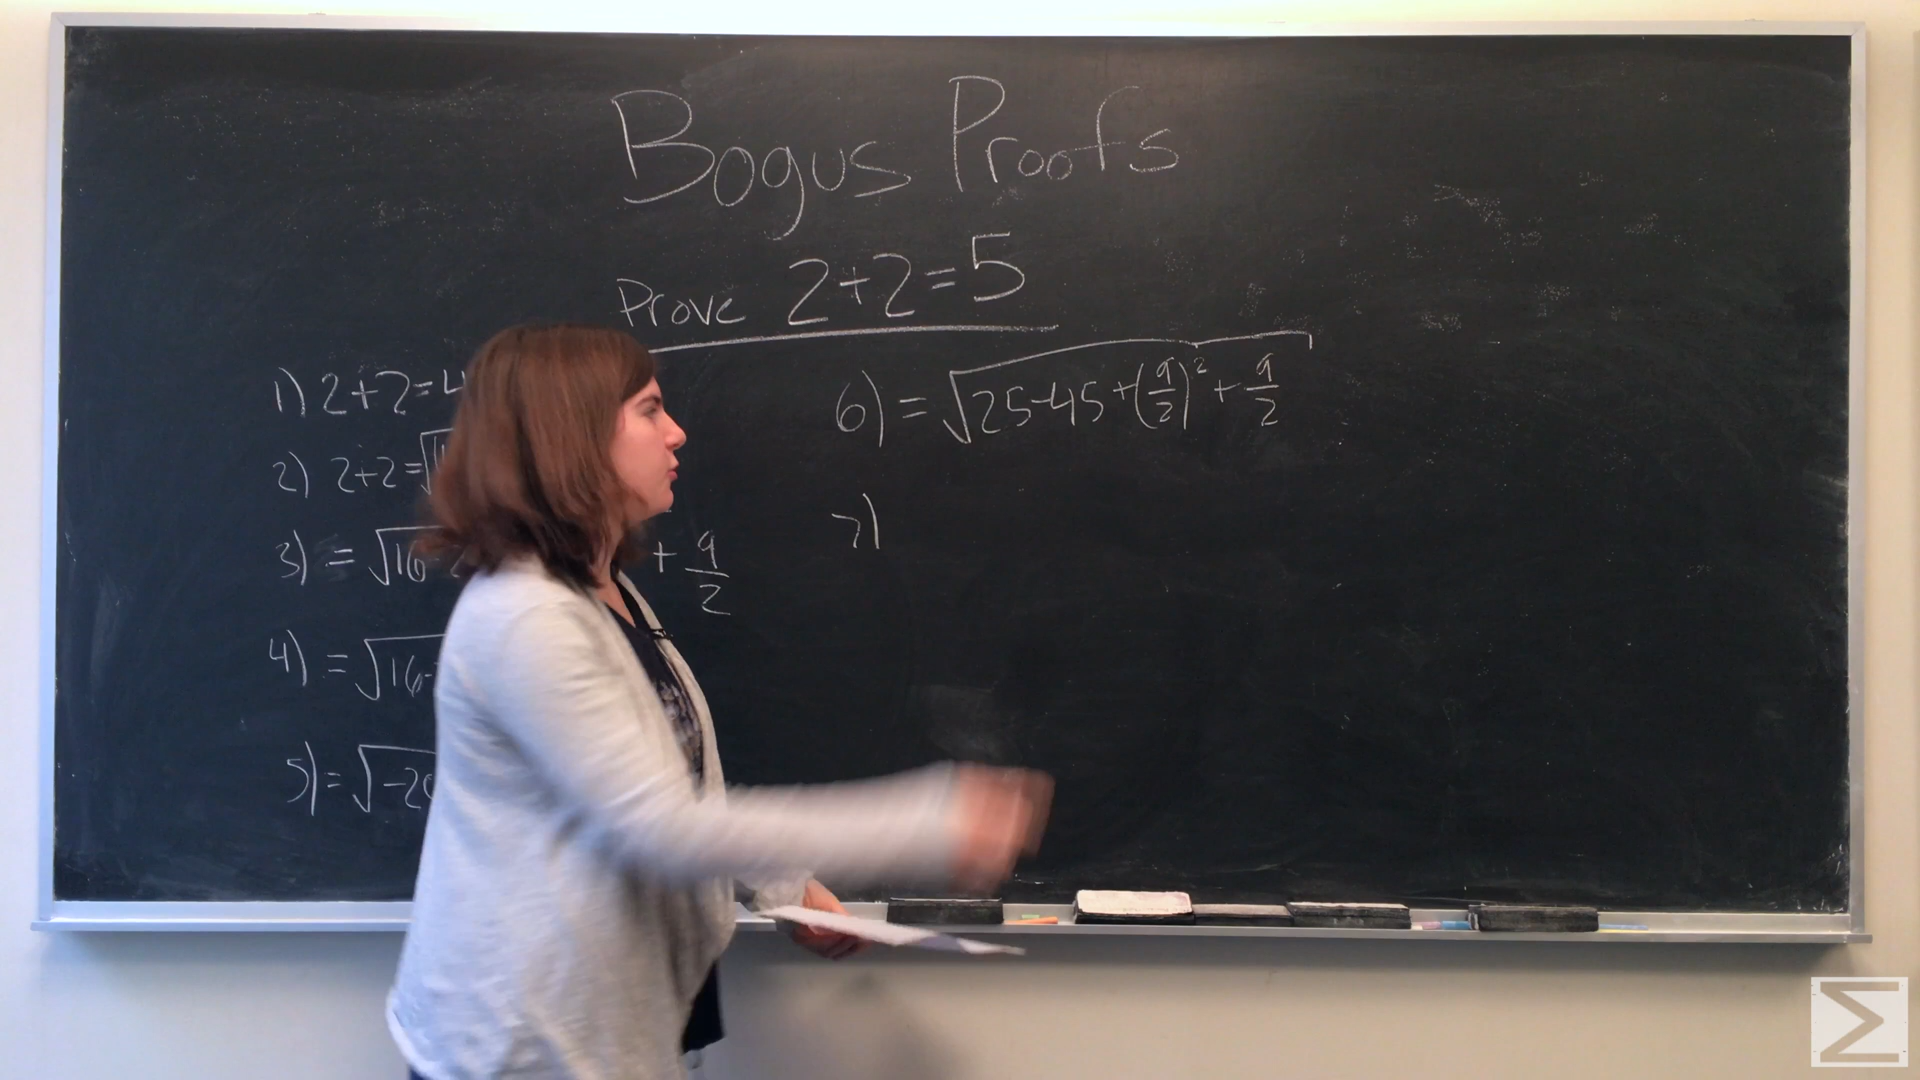 Bogus Proofs
Prove 2+2=5
1) 2+2=4
2) 2+2=√
3) = √16- + 9/2
4) = √16-
5) = √-20
6) = √25-45+(9/2)²+9/2
7)
Σ